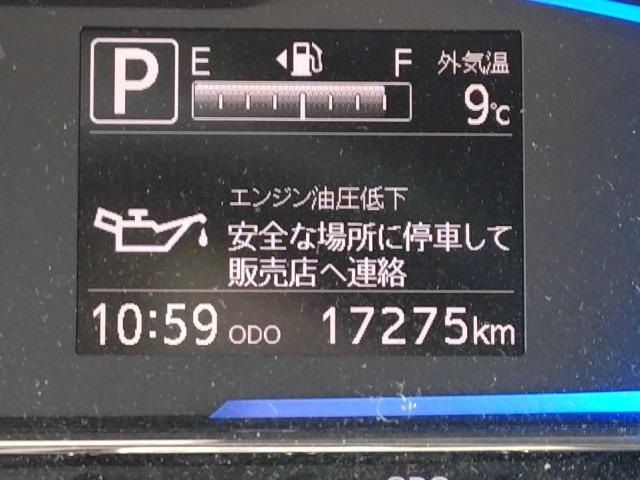 P E F 外気温
9℃
エンジン油圧低下
安全な場所に停車して
販売店へ連絡
10:59 ODO 17275km